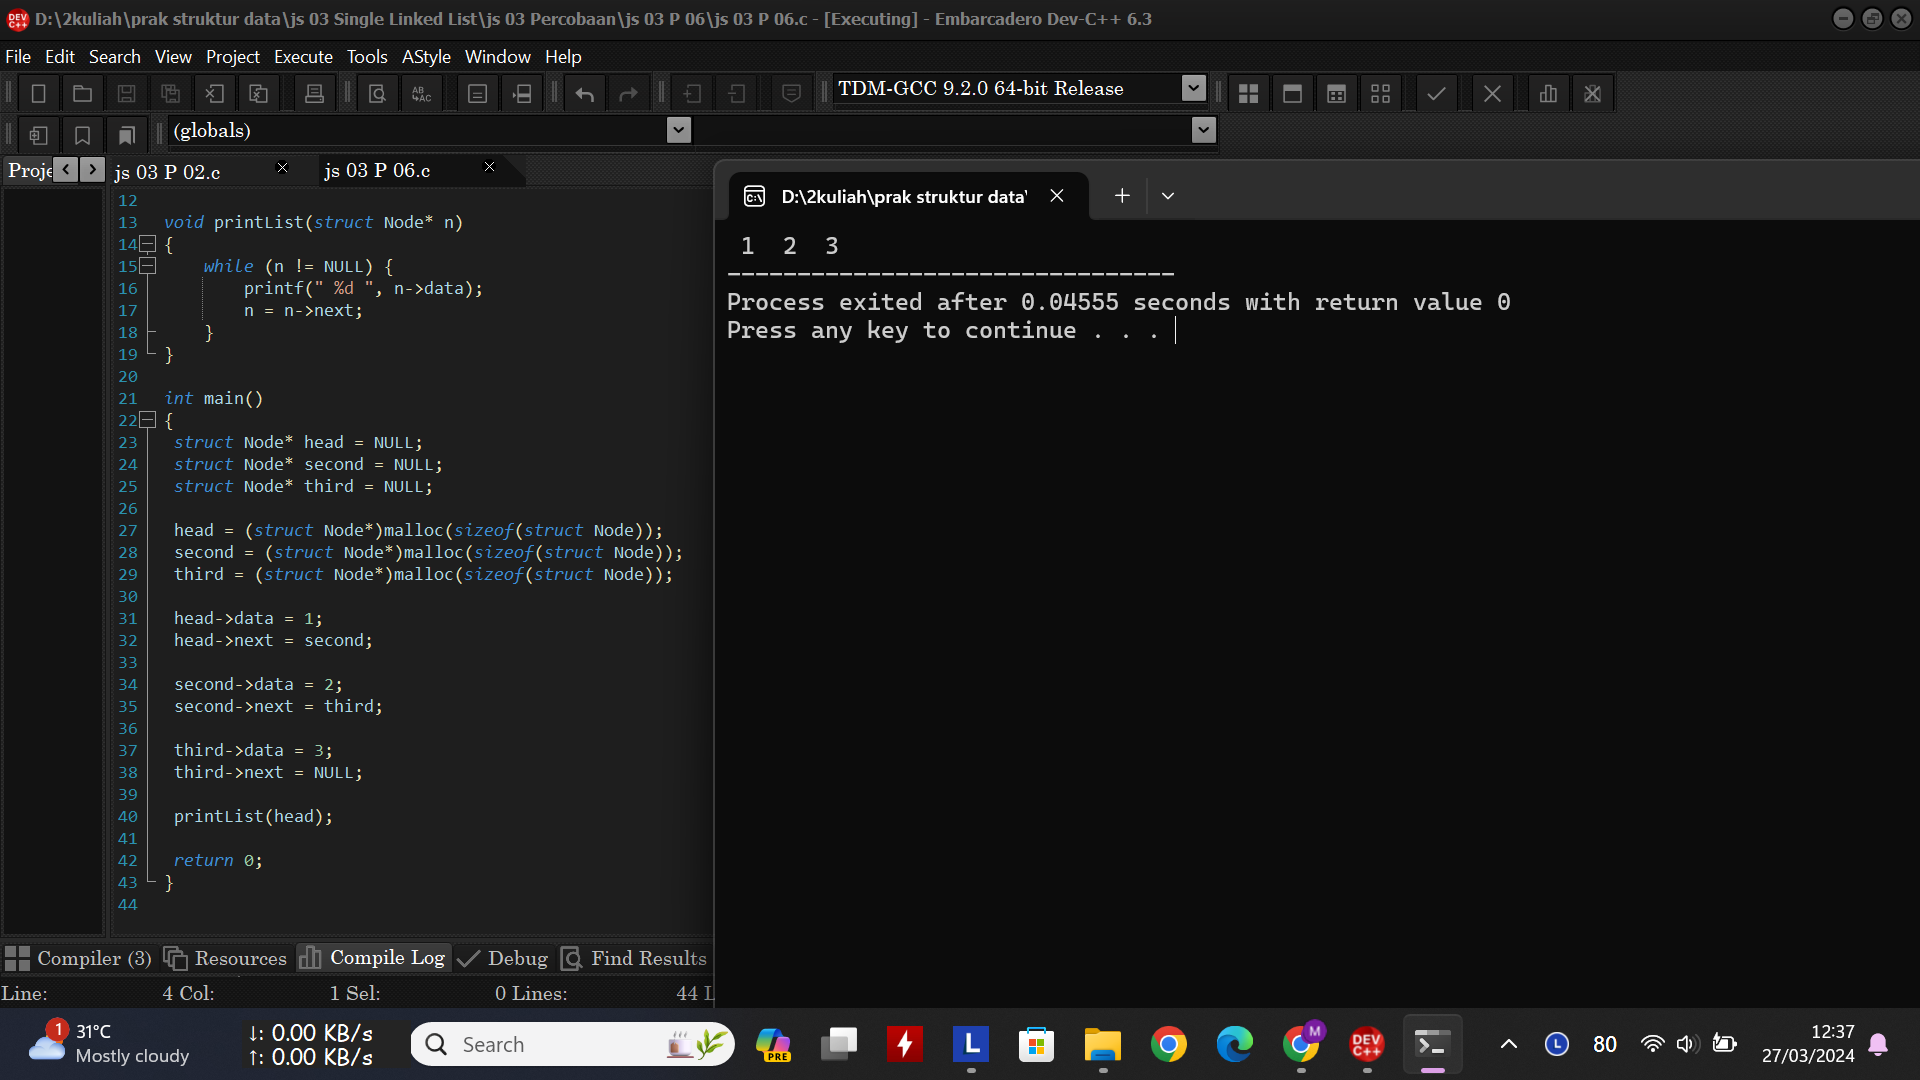 D:\2kuliah\prak struktur data\js 03 Single Linked List\js 03 Percobaan\js 03 P 06\js 03 P 06.c - [Executing] - Embarcadero Dev-C++ 6.3
File Edit Search View Project Execute Tools AStyle Window Help
TDM-GCC 9.2.0 64-bit Release
(globals)
Proje js 03 P 02.c js 03 P 06.c
12
13 void printList(struct Node* n)
14 {
15 while (n != NULL) {
16 printf(" %d ", n->data);
17 n = n->next;
18 }
19 }
20
21 int main()
22 {
23 struct Node* head = NULL;
24 struct Node* second = NULL;
25 struct Node* third = NULL;
26
27 head = (struct Node*)malloc(sizeof(struct Node));
28 second = (struct Node*)malloc(sizeof(struct Node));
29 third = (struct Node*)malloc(sizeof(struct Node));
30
31 head->data = 1;
32 head->next = second;
33
34 second->data = 2;
35 second->next = third;
36
37 third->data = 3;
38 third->next = NULL;
39
40 printList(head);
41
42 return 0;
43 }
44
D:\2kuliah\prak struktur data\
1 2 3
--------------------------------
Process exited after 0.04555 seconds with return value 0
Press any key to continue . . .
Compiler (3) Resources Compile Log Debug Find Results
Line: 4 Col: 1 Sel: 0 Lines: 44 L
1 31°C
Mostly cloudy
↓: 0.00 KB/s
↑: 0.00 KB/s
Search
PRE
L
M
DEV
C++
L
80
12:37
27/03/2024